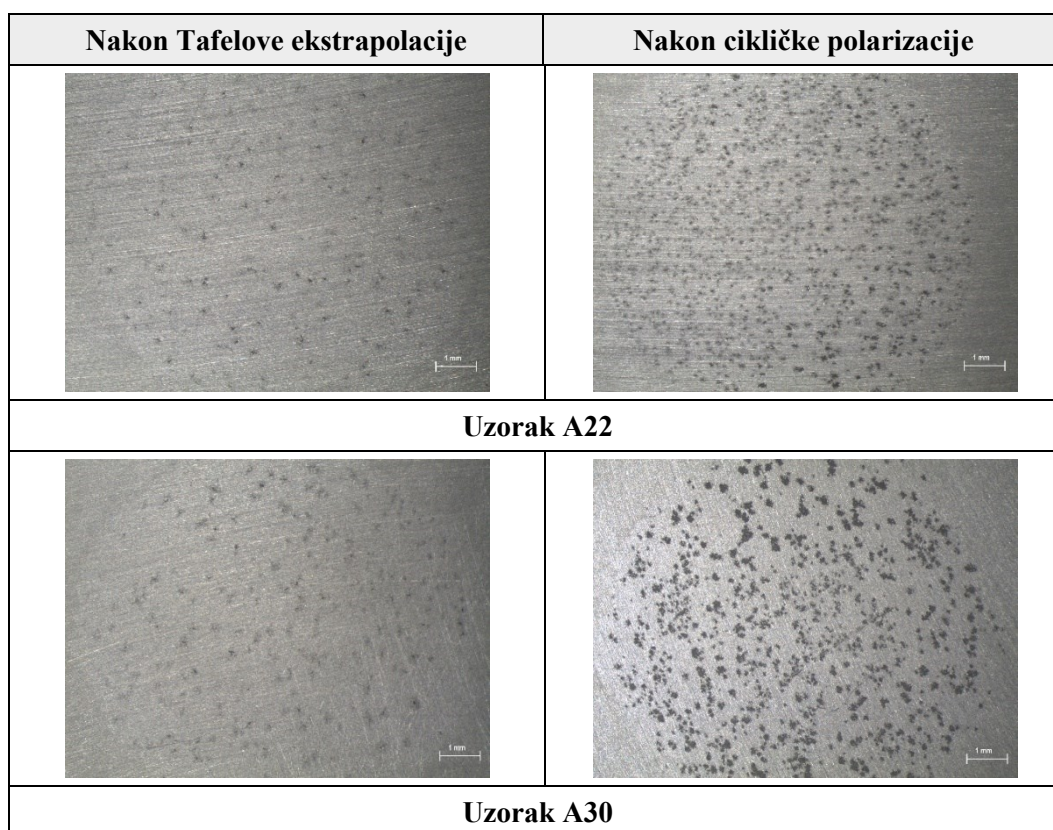 Nakon Tafelove ekstrapolacije
Nakon cikličke polarizacije
1 mm
1 mm
Uzorak A22
1 mm
1 mm
Uzorak A30